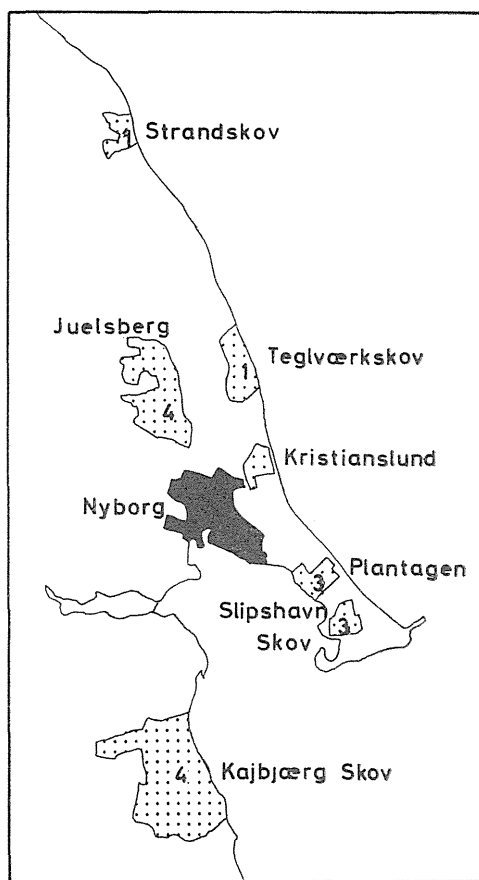 1 Strandskov
Juelsberg
Teglværkskov
1
4
Kristianslund
Nyborg
Plantagen
3
Slipshavn
Skov
3
4 Kajbjærg Skov